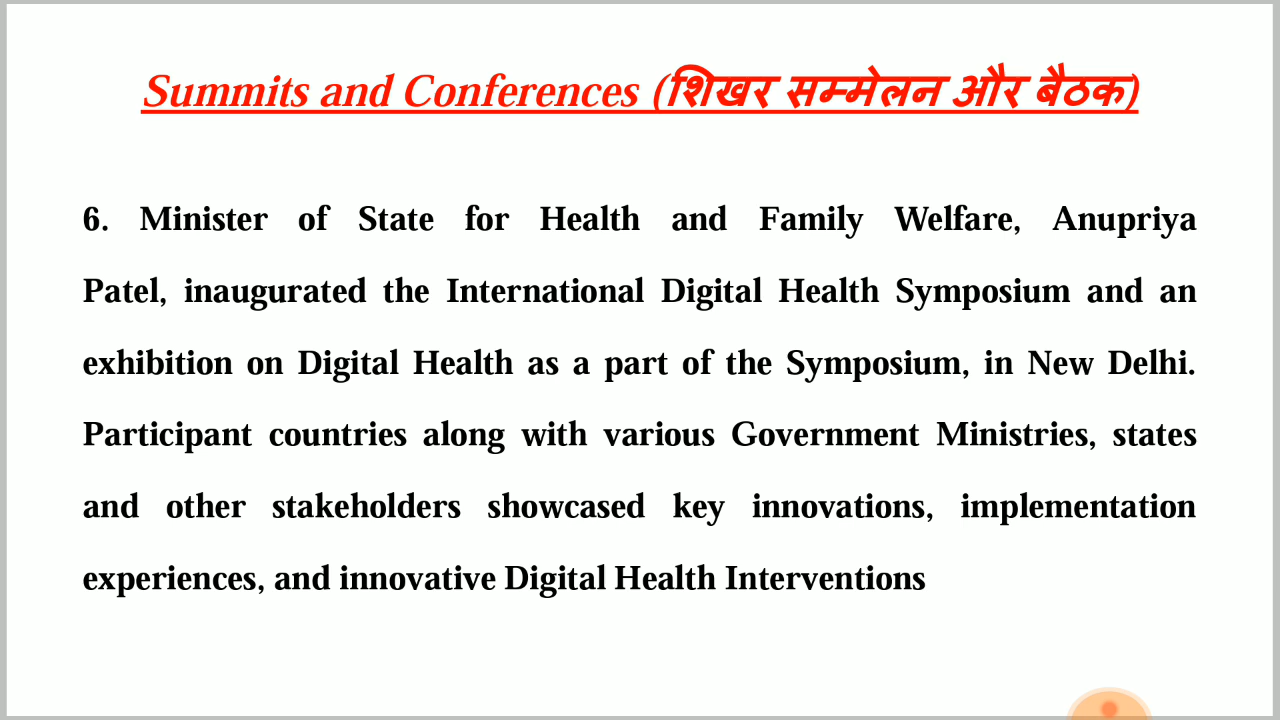 Summits and Conferences (शिखर सम्मेलन और बैठक)
6. Minister of State for Health and Family Welfare, Anupriya
Patel, inaugurated the International Digital Health Symposium and an
exhibition on Digital Health as a part of the Symposium, in New Delhi.
Participant countries along with various Government Ministries, states
and other stakeholders showcased key innovations, implementation
experiences, and innovative Digital Health Interventions